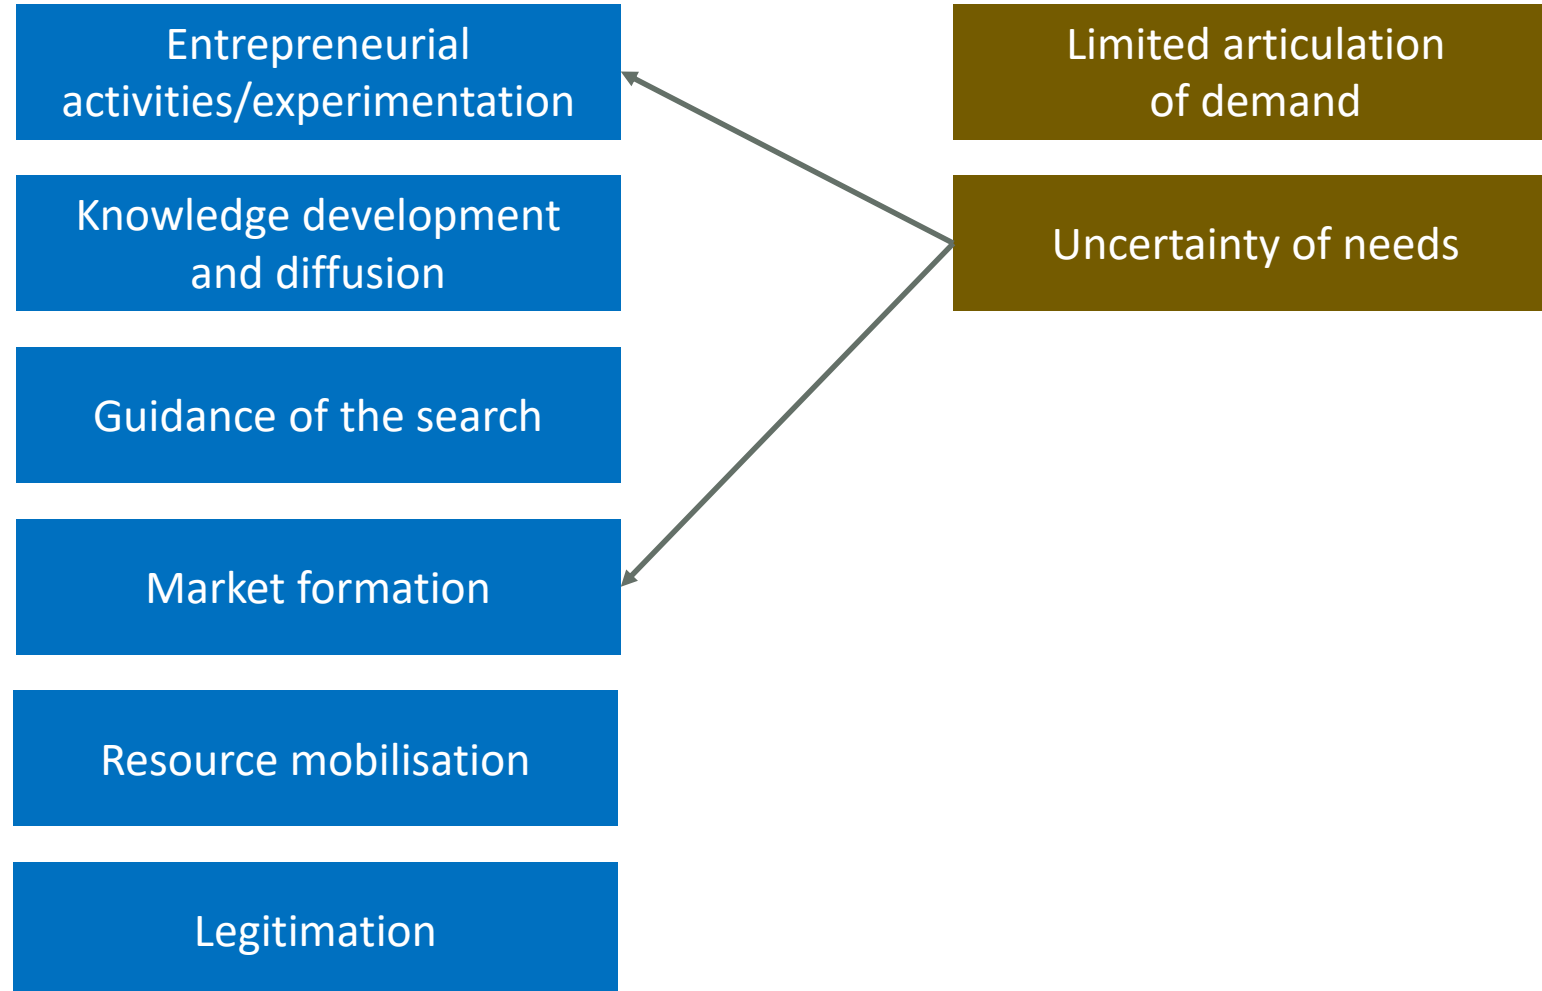 Entrepreneurial
activities/experimentation
Knowledge development
and diffusion
Guidance of the search
Market formation
Resource mobilisation
Legitimation
Limited articulation
of demand
Uncertainty of needs